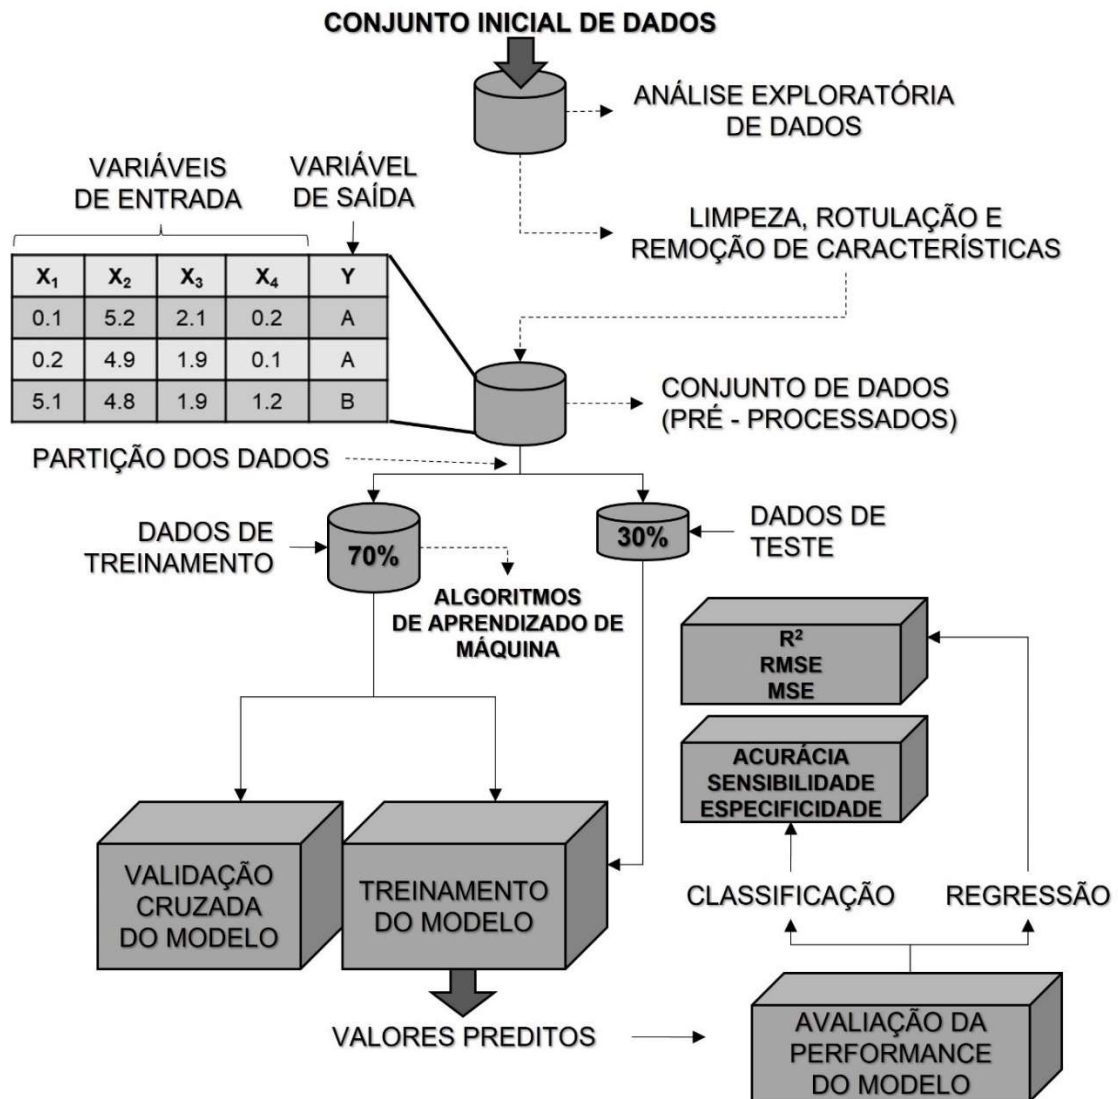 CONJUNTO INICIAL DE DADOS
ANÁLISE EXPLORATÓRIA
DE DADOS
VARIÁVEIS
DE ENTRADA
VARIÁVEL
DE SAÍDA
LIMPEZA, ROTULAÇÃO E
REMOÇÃO DE CARACTERÍSTICAS
X₁ X₂ X₃ X₄ Y
0.1 5.2 2.1 0.2 A
0.2 4.9 1.9 0.1 A
5.1 4.8 1.9 1.2 B
CONJUNTO DE DADOS
(PRÉ - PROCESSADOS)
PARTIÇÃO DOS DADOS
DADOS DE
TREINAMENTO
70%
30%
DADOS DE
TESTE
ALGORITMOS
DE APRENDIZADO DE
MÁQUINA
R²
RMSE
MSE
ACURÁCIA
SENSIBILIDADE
ESPECIFICIDADE
VALIDAÇÃO
CRUZADA
DO MODELO
TREINAMENTO
DO MODELO
CLASSIFICAÇÃO
REGRESSÃO
VALORES PREDITOS
AVALIAÇÃO DA
PERFORMANCE
DO MODELO